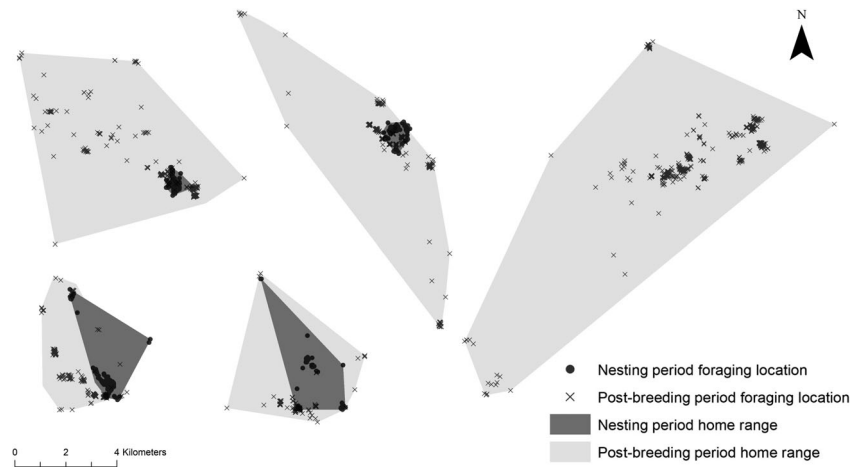 N
Nesting period foraging location
Post-breeding period foraging location
Nesting period home range
Post-breeding period home range
0 1 2 4 Kilometers